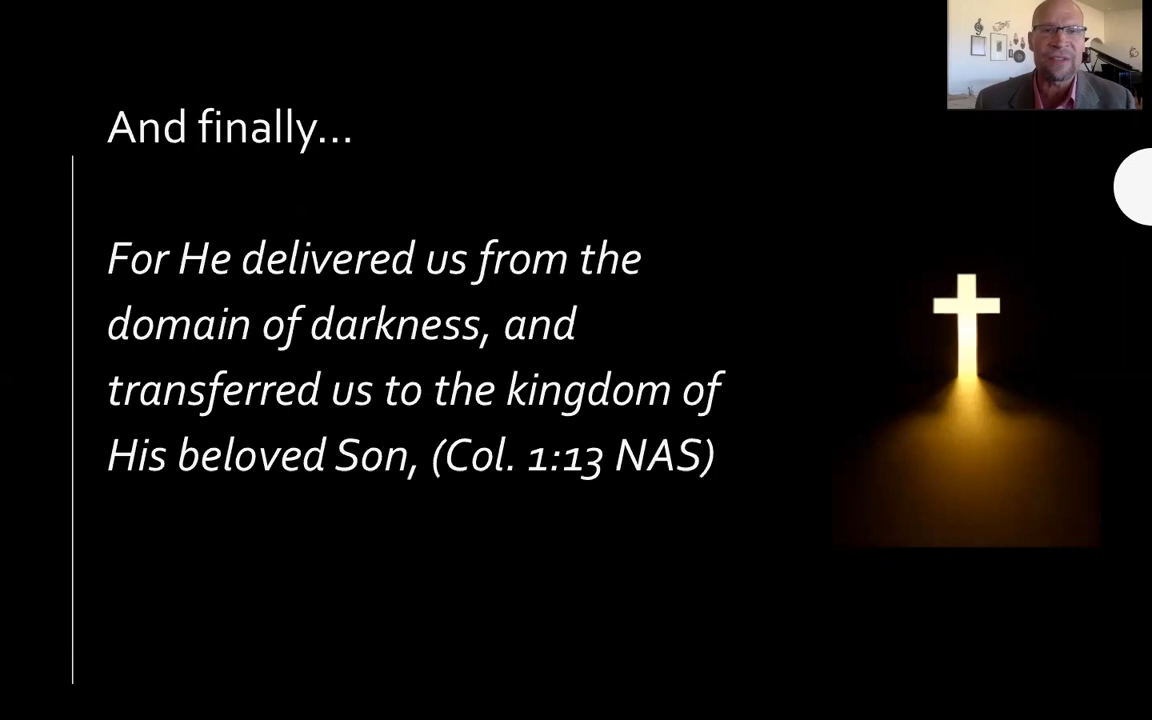 And finally...
For He delivered us from the
domain of darkness, and
transferred us to the kingdom of
His beloved Son, (Col. 1:13 NAS)